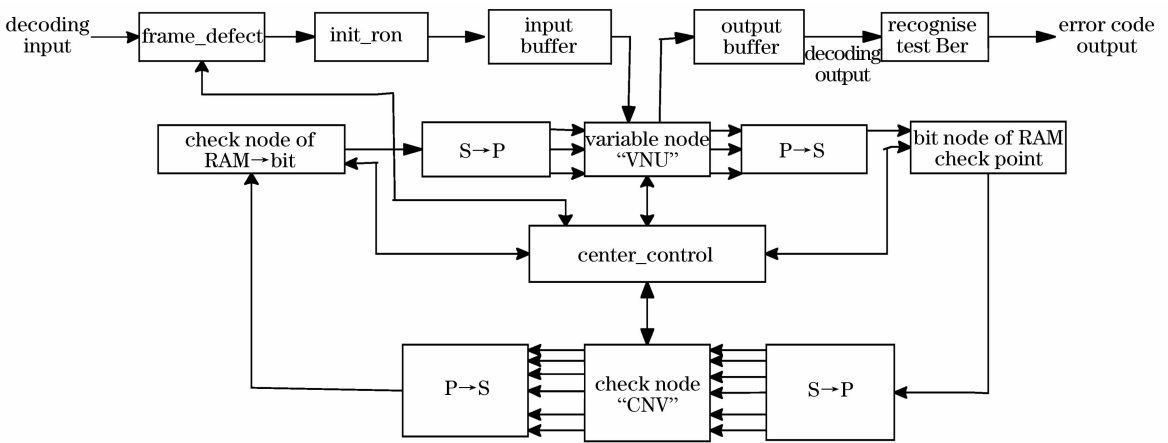 decoding
input
frame_defect
init_ron
input
buffer
output
buffer
decoding
output
recognise
test Ber
error code
output
check node of
RAM→bit
S→P
variable node
“VNU”
P→S
bit node of RAM
check point
center_control
P→S
check node
“CNV”
S→P